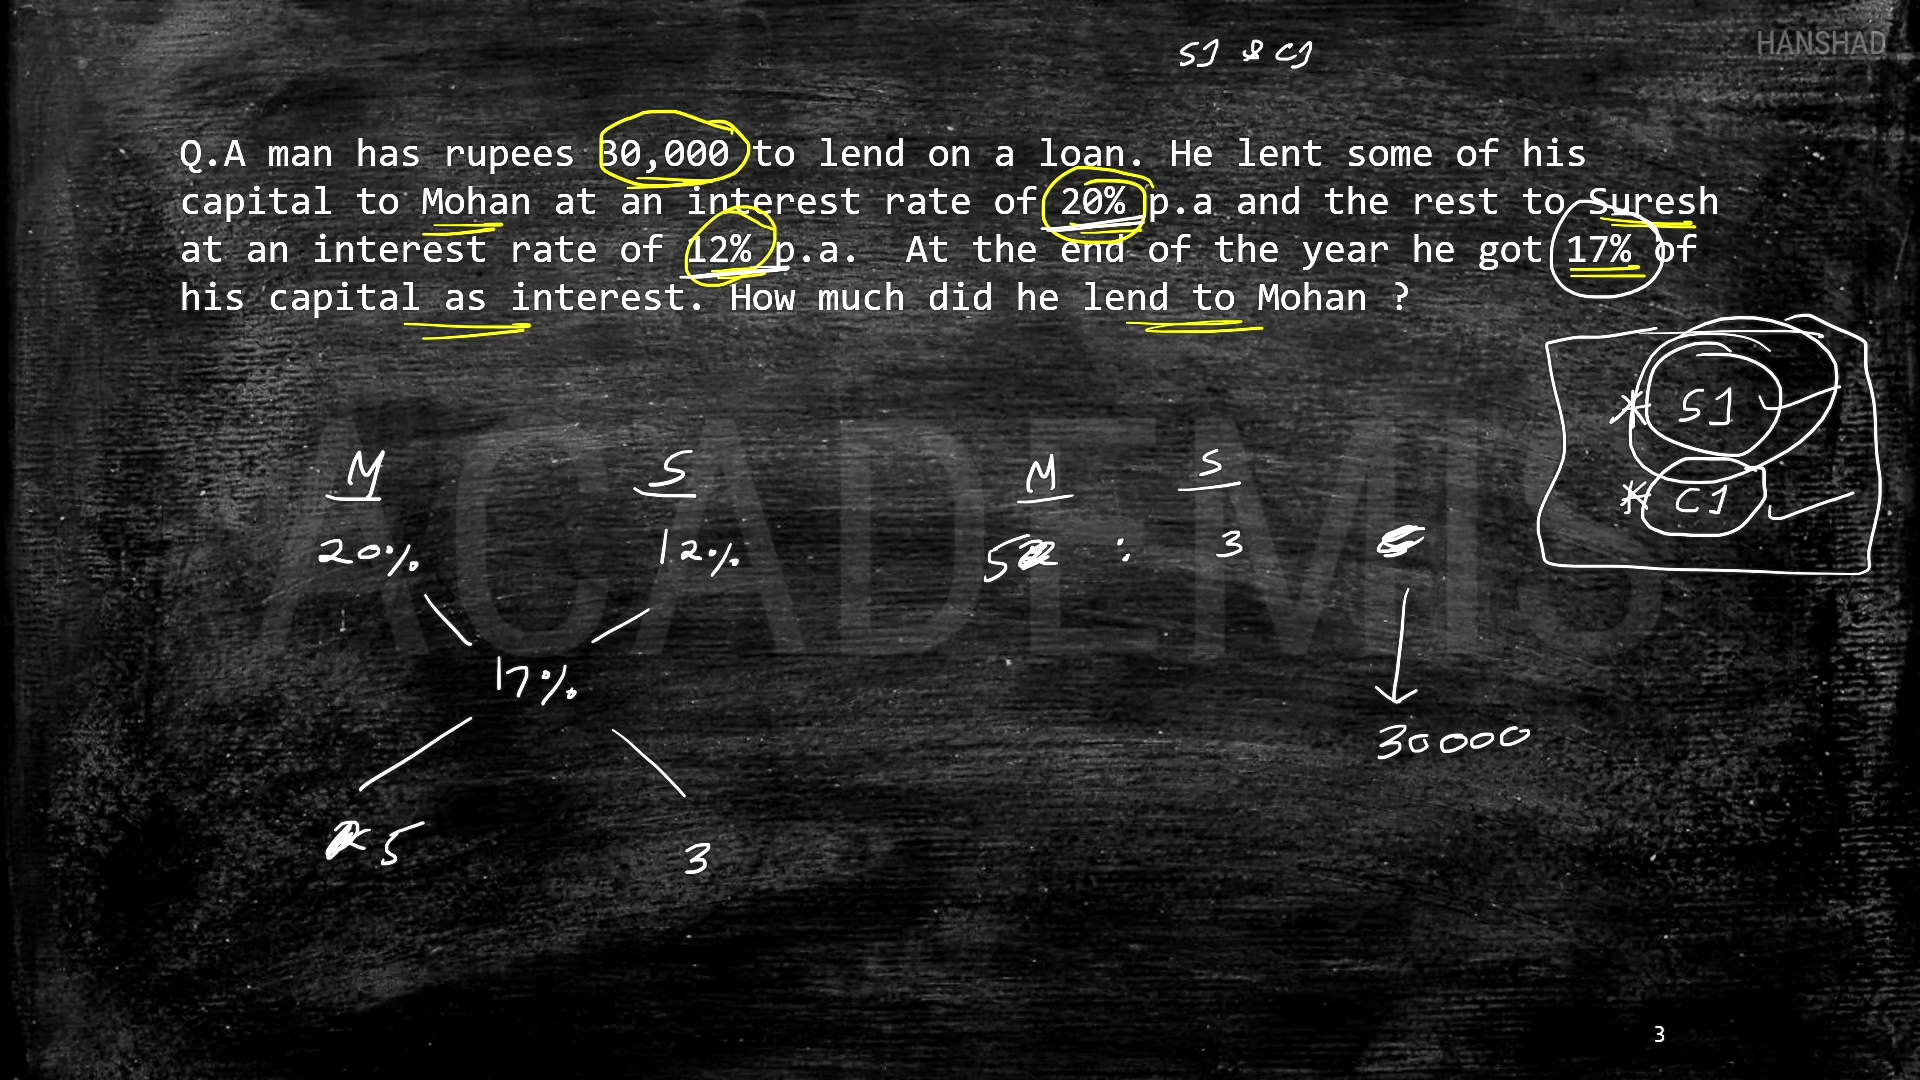 HANSHAD
SI & CI
Q.A man has rupees 30,000 to lend on a loan. He lent some of his
capital to Mohan at an interest rate of 20% p.a and the rest to Suresh
at an interest rate of 12% p.a. At the end of the year he got 17% of
his capital as interest. How much did he lend to Mohan ?
* SI
* CI
M S M S
20% 12% 5 : 3
17%
30000
5 3
ACADEMIS
3